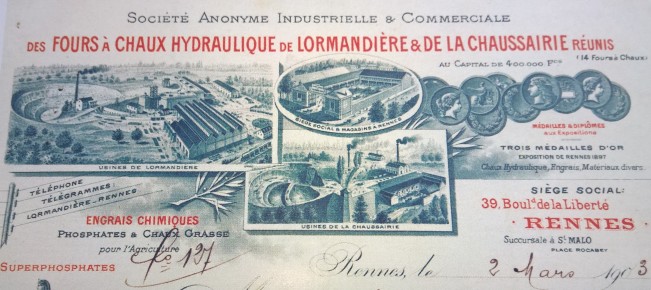 SOCIÉTÉ ANONYME INDUSTRIELLE & COMMERCIALE
DES FOURS À CHAUX HYDRAULIQUE DE LORMANDIÈRE & DE LA CHAUSSAIRIE RÉUNIS
AU CAPITAL DE 400.000 Frs
(14 Fours à Chaux)
SIÈGE SOCIAL & MAGASINS À RENNES
USINES DE LORMANDIÈRE
USINES DE LA CHAUSSAIRIE
MÉDAILLES & DIPLÔMES
aux Expositions
TROIS MÉDAILLES D'OR
EXPOSITION DE RENNES 1897
Chaux Hydraulique, Engrais, Matériaux divers
TÉLÉPHONE
TÉLÉGRAMMES
LORMANDIÈRE-RENNES
SIÈGE SOCIAL:
39, Bould de la Liberté
· RENNES ·
Succursale à St MALO
PLACE ROCABEY
ENGRAIS CHIMIQUES
PHOSPHATES & CHAUX GRASSE
pour l'Agriculture
SUPERPHOSPHATES
No 127
Rennes, le 2 Mars 1903